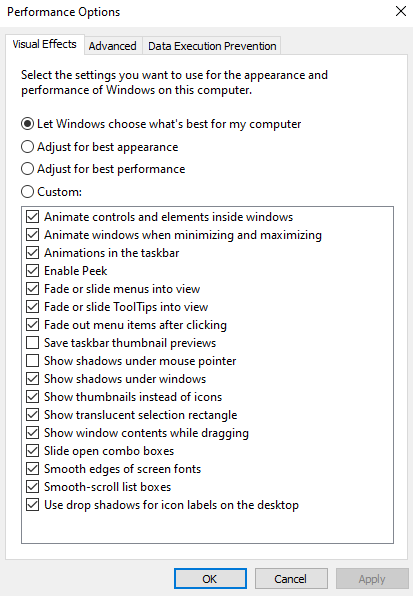 Performance Options
Visual Effects Advanced Data Execution Prevention
Select the settings you want to use for the appearance and
performance of Windows on this computer.
Let Windows choose what's best for my computer
Adjust for best appearance
Adjust for best performance
Custom:
Animate controls and elements inside windows
Animate windows when minimizing and maximizing
Animations in the taskbar
Enable Peek
Fade or slide menus into view
Fade or slide ToolTips into view
Fade out menu items after clicking
Save taskbar thumbnail previews
Show shadows under mouse pointer
Show shadows under windows
Show thumbnails instead of icons
Show translucent selection rectangle
Show window contents while dragging
Slide open combo boxes
Smooth edges of screen fonts
Smooth-scroll list boxes
Use drop shadows for icon labels on the desktop
OK Cancel Apply